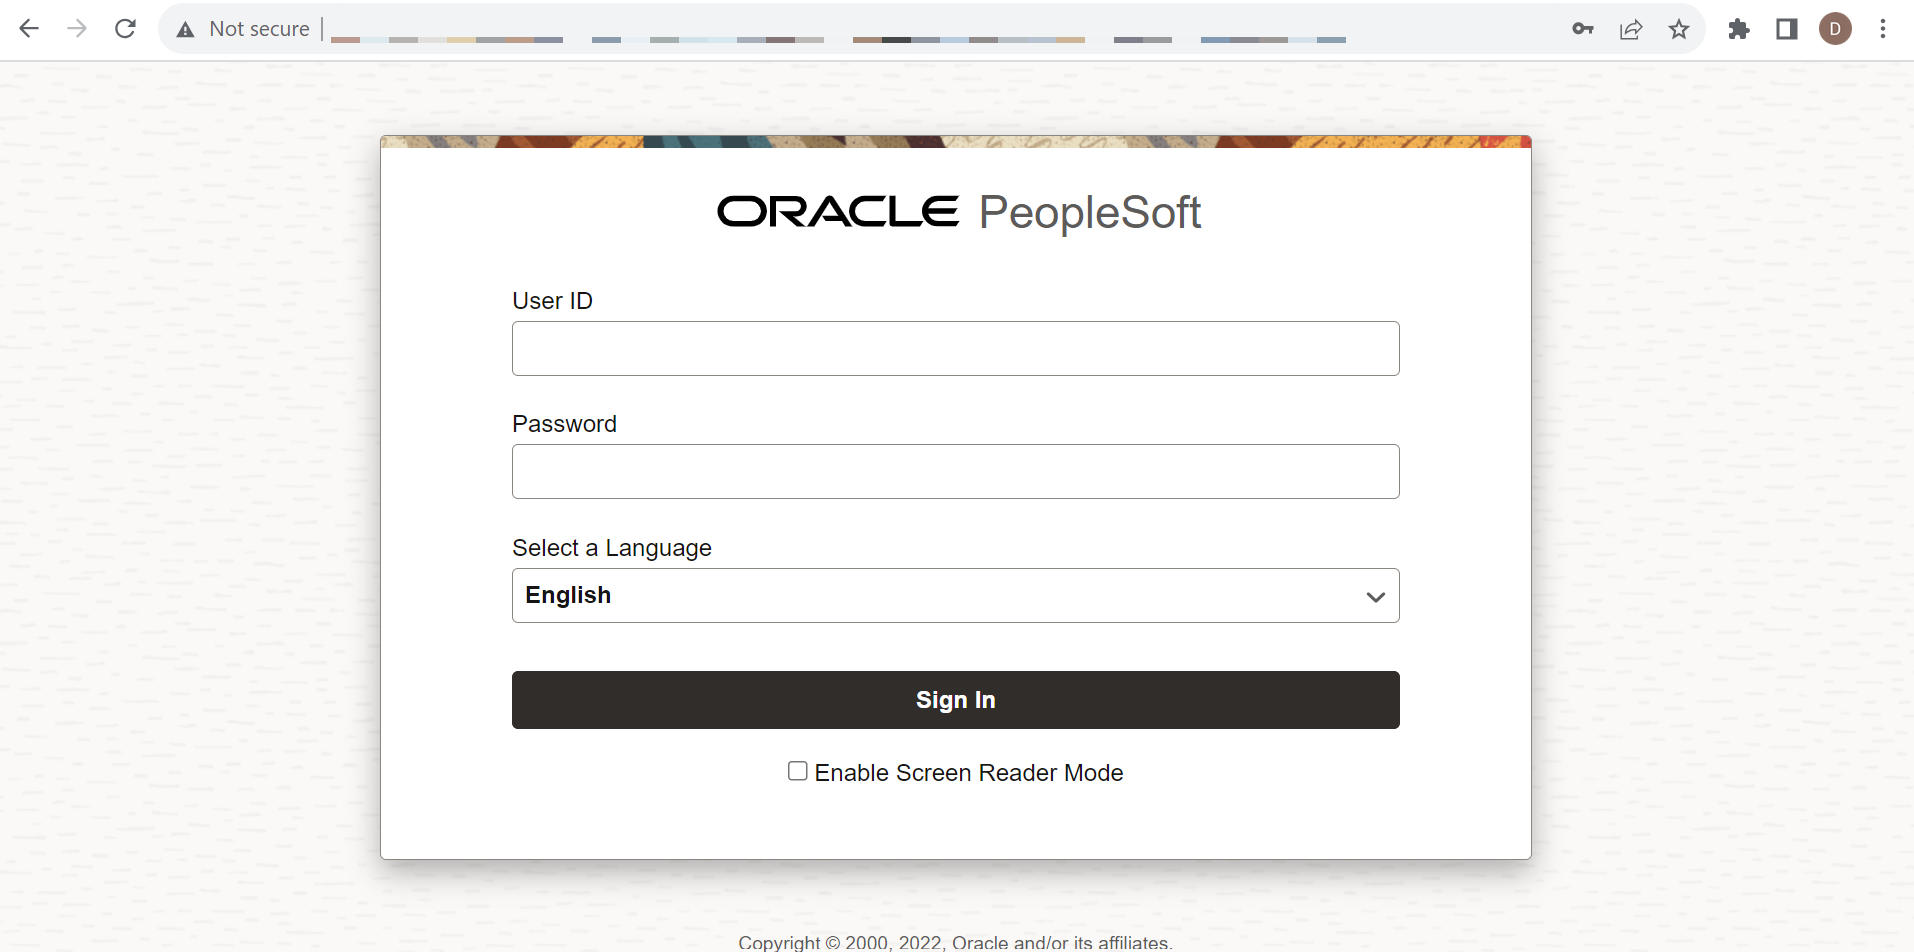 Not secure
D
ORACLE PeopleSoft
User ID
Password
Select a Language
English
Sign In
Enable Screen Reader Mode
Copyright © 2000, 2022, Oracle and/or its affiliates.